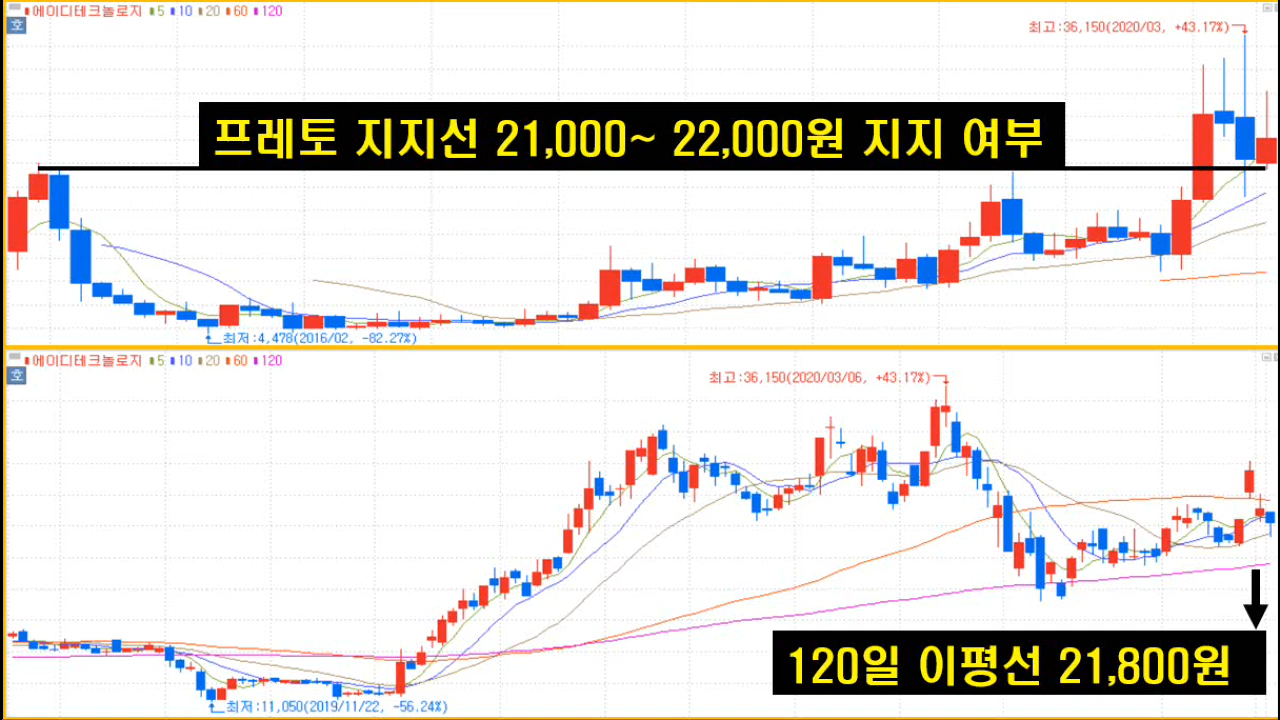 에이디테크놀로지 5 10 20 60 120
호
최고:36,150(2020/03, +43.17%)
프레토 지지선 21,000~ 22,000원 지지 여부
최저:4,478(2016/02, -82.27%)
에이디테크놀로지 5 10 20 60 120
호
최고:36,150(2020/03/06, +43.17%)
120일 이평선 21,800원
최저:11,050(2019/11/22, -56.24%)